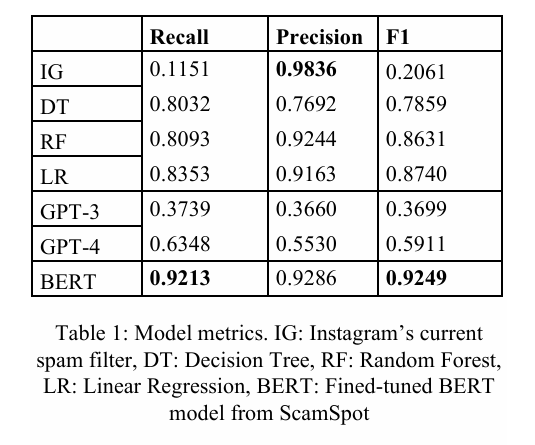 Recall Precision F1
IG 0.1151 0.9836 0.2061
DT 0.8032 0.7692 0.7859
RF 0.8093 0.9244 0.8631
LR 0.8353 0.9163 0.8740
GPT-3 0.3739 0.3660 0.3699
GPT-4 0.6348 0.5530 0.5911
BERT 0.9213 0.9286 0.9249
Table 1: Model metrics. IG: Instagram's current
spam filter, DT: Decision Tree, RF: Random Forest,
LR: Linear Regression, BERT: Fined-tuned BERT
model from ScamSpot